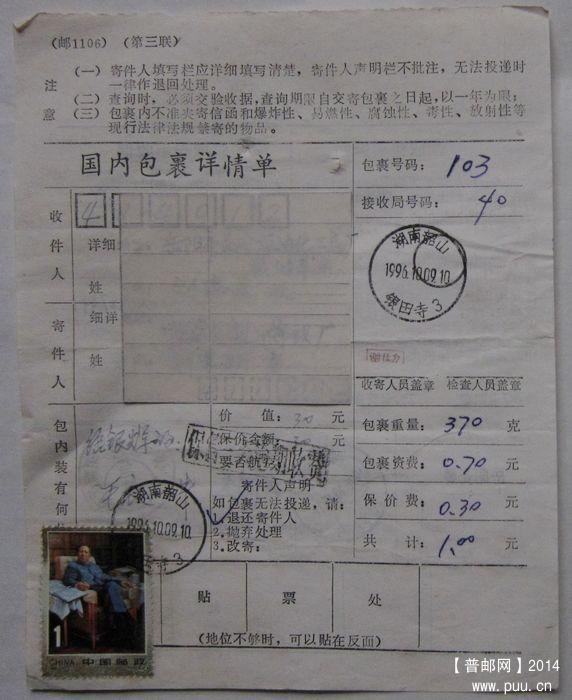 (邮1106) (第三联)
注意
(一) 寄件人填写栏应详细填写清楚，寄件人声明栏不批注，无法投递时
一律作退回处理。
(二) 查询时，必须交验收据，查询期限自交寄包裹之日起，以一年为限；
(三) 包裹内不准夹寄信函和爆炸性、易燃性、腐蚀性、毒性、放射性等
现行法律法规禁寄的物品。
国内包裹详情单
包裹号码： 103
接收局号码： 40
收件人
4
详细
姓
湖南韶山
1996.10.09.10
银田寺 3
寄件人
细详
姓
收寄人员盖章 检查人员盖章
包内装有何
价 值：30 元
保价金额 元
要否航
寄件人声明
如包裹无法投递，请：
1.退还寄件人
2.抛弃处理
3.改寄：
包裹重量： 370 克
包裹资费： 0.70 元
保价费： 0.30 元
共计： 1.00 元
湖南韶山
1996.10.09.10
3
1
CHINA 中国邮政
贴 票 处
(地位不够时，可以贴在反面)
【普邮网】2014
www.puu.cn